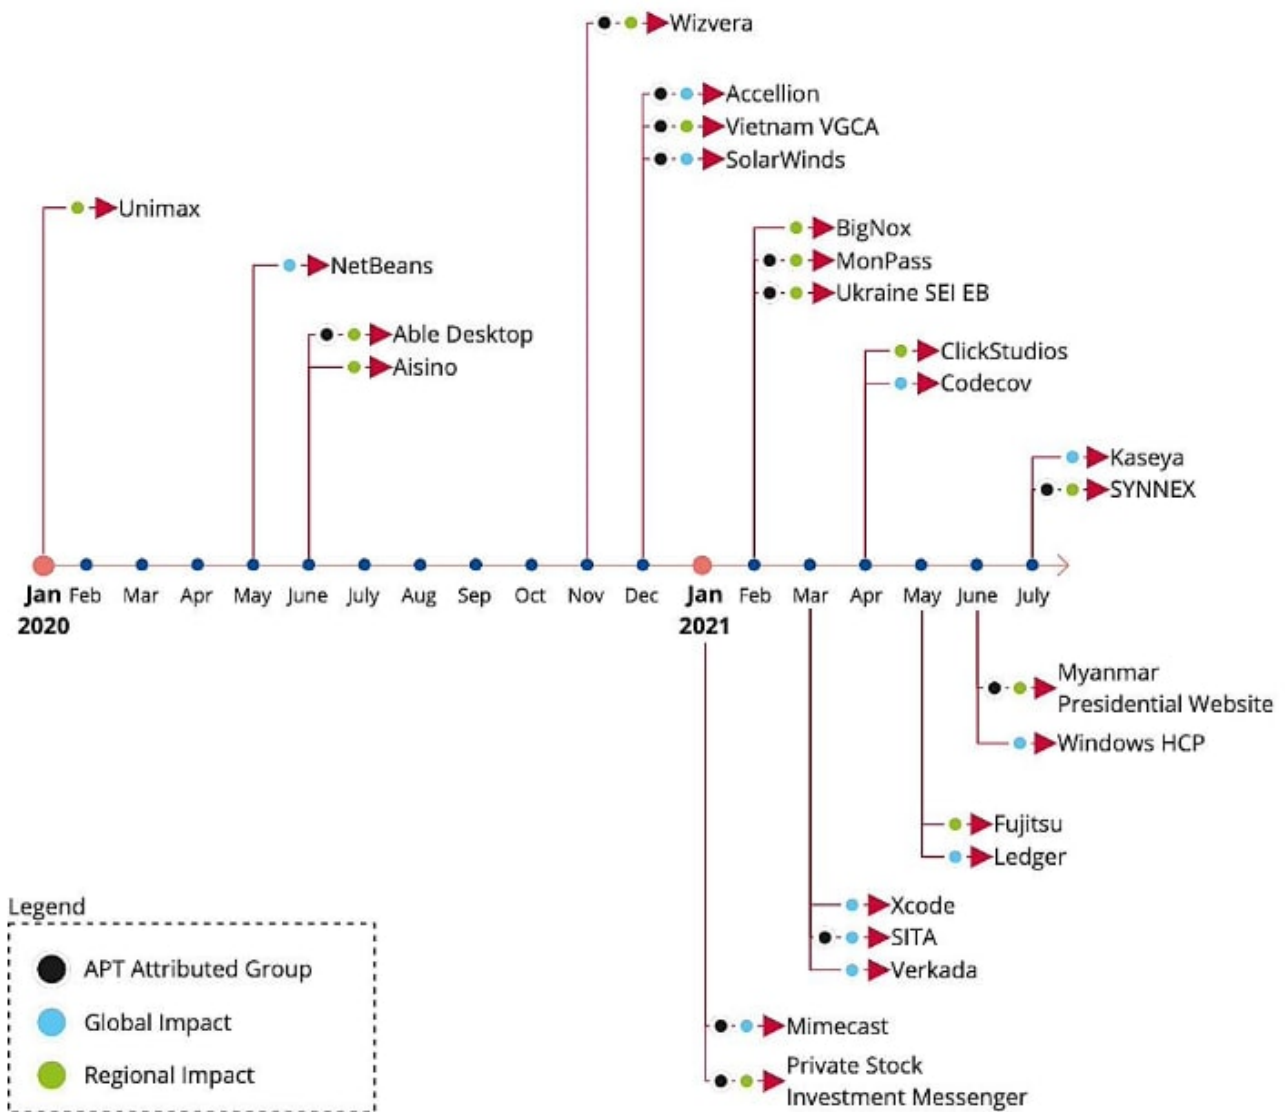 Wizvera
Accellion
Vietnam VGCA
SolarWinds
Unimax
BigNox
NetBeans
MonPass
Ukraine SEI EB
Able Desktop
ClickStudios
Aisino
Codecov
Kaseya
SYNNEX
Jan Feb Mar Apr May June July Aug Sep Oct Nov Dec Jan Feb Mar Apr May June July
2020 2021
Myanmar
Presidential Website
Windows HCP
Fujitsu
Ledger
Xcode
SITA
Verkada
Mimecast
Private Stock
Investment Messenger
Legend
APT Attributed Group
Global Impact
Regional Impact